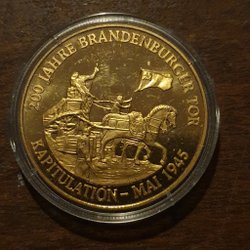 200 JAHRE BRANDENBURGER TOR
KAPITULATION - MAI 1945